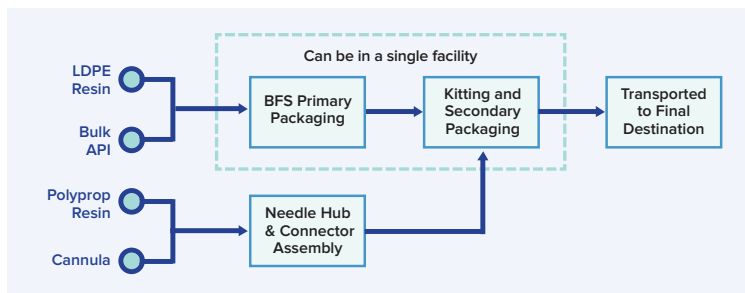 Can be in a single facility
LDPE
Resin
Bulk
API
BFS Primary
Packaging
Kitting and
Secondary
Packaging
Transported
to Final
Destination
Polyprop
Resin
Cannula
Needle Hub
& Connector
Assembly